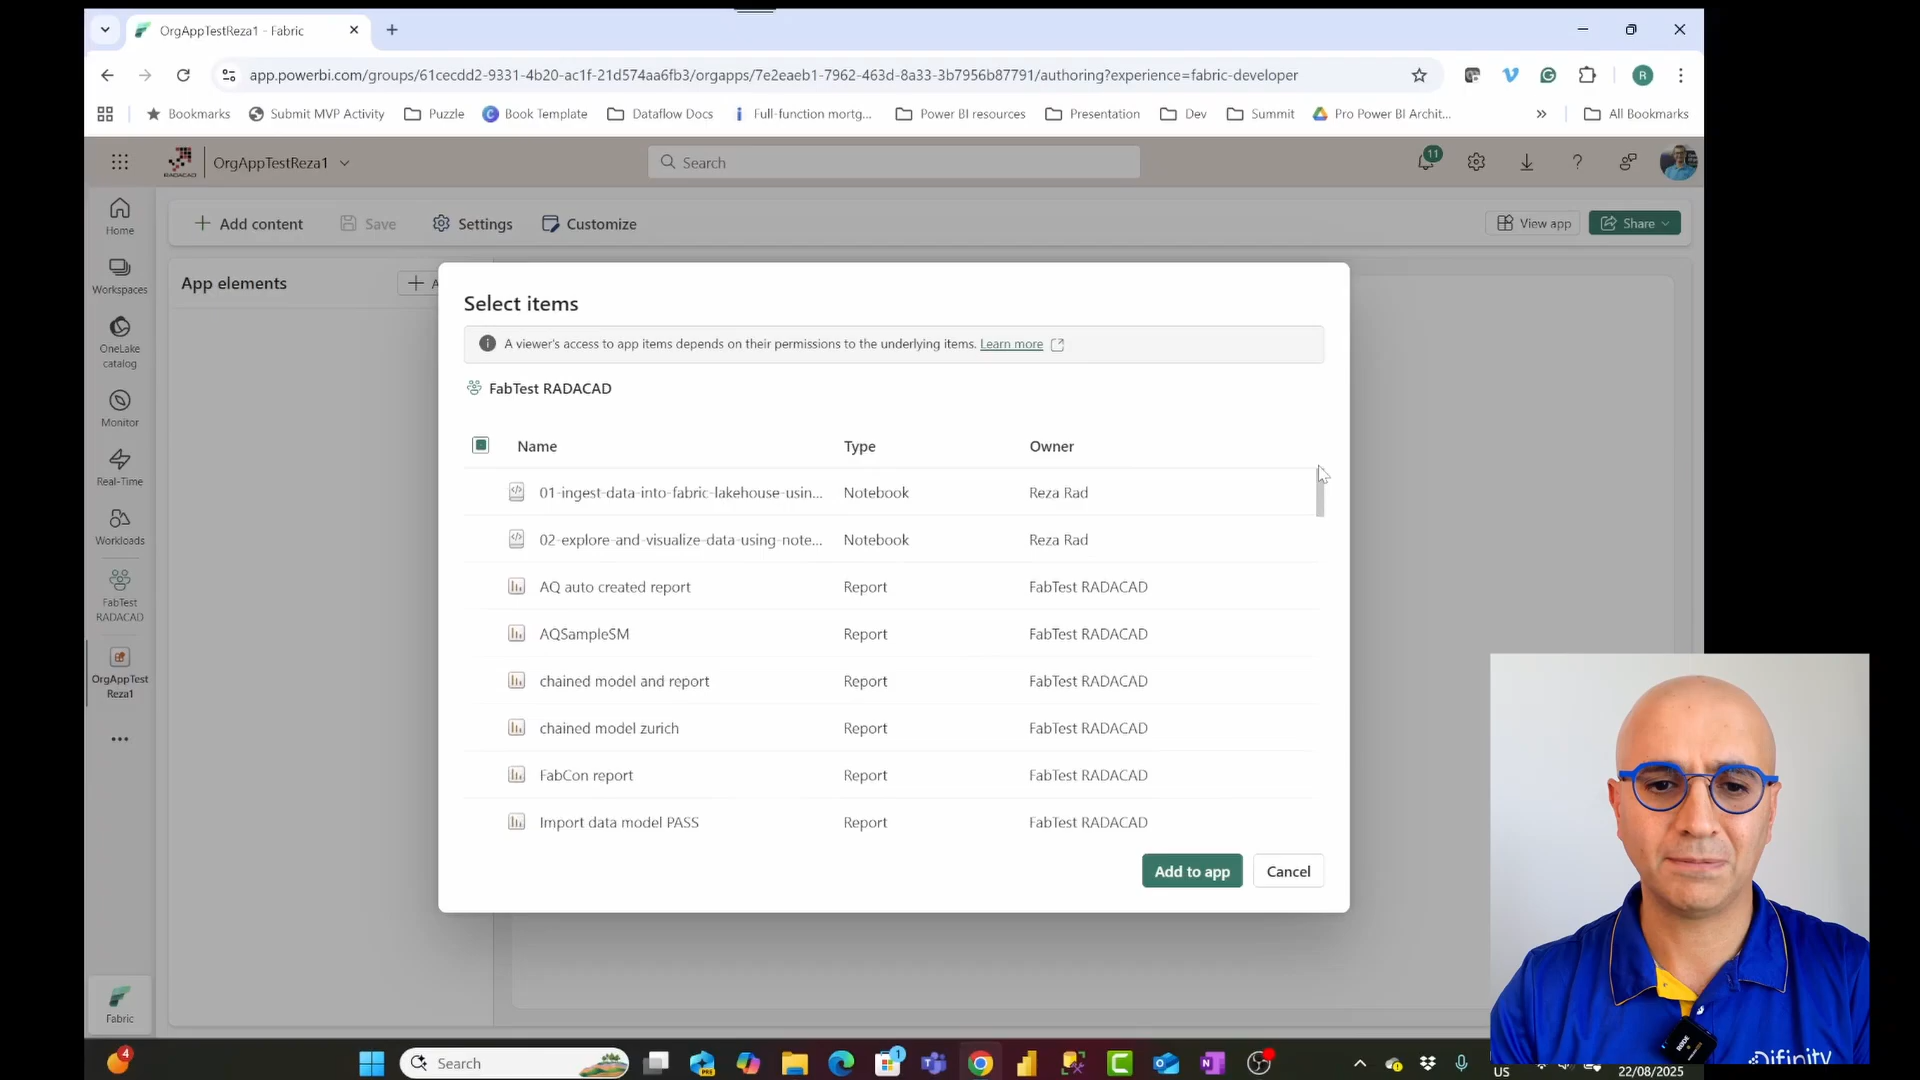 OrgAppTestReza1 - Fabric
app.powerbi.com/groups/61cecdd2-9331-4b20-ac1f-21d574aa6fb3/orgapps/7e2eaeb1-7962-463d-8a33-3b7956b87791/authoring?experience=fabric-developer
R
Bookmarks
Submit MVP Activity
Puzzle
Book Template
Dataflow Docs
Full-function mortg...
Power BI resources
Presentation
Dev
Summit
Pro Power BI Archit...
All Bookmarks
RADACAD
OrgAppTestReza1
Search
11
Home
Workspaces
OneLake
catalog
Monitor
Real-Time
Workloads
FabTest
RADACAD
OrgAppTest
Reza1
Fabric
Add content
Save
Settings
Customize
View app
Share
App elements
A
Select items
A viewer's access to app items depends on their permissions to the underlying items. Learn more
FabTest RADACAD
Name Type Owner
01-ingest-data-into-fabric-lakehouse-usin... Notebook Reza Rad
02-explore-and-visualize-data-using-note... Notebook Reza Rad
AQ auto created report Report FabTest RADACAD
AQSampleSM Report FabTest RADACAD
chained model and report Report FabTest RADACAD
chained model zurich Report FabTest RADACAD
FabCon report Report FabTest RADACAD
Import data model PASS Report FabTest RADACAD
Add to app
Cancel
RØDE
Difinity
4
Search
PRE
1
US
22/08/2025